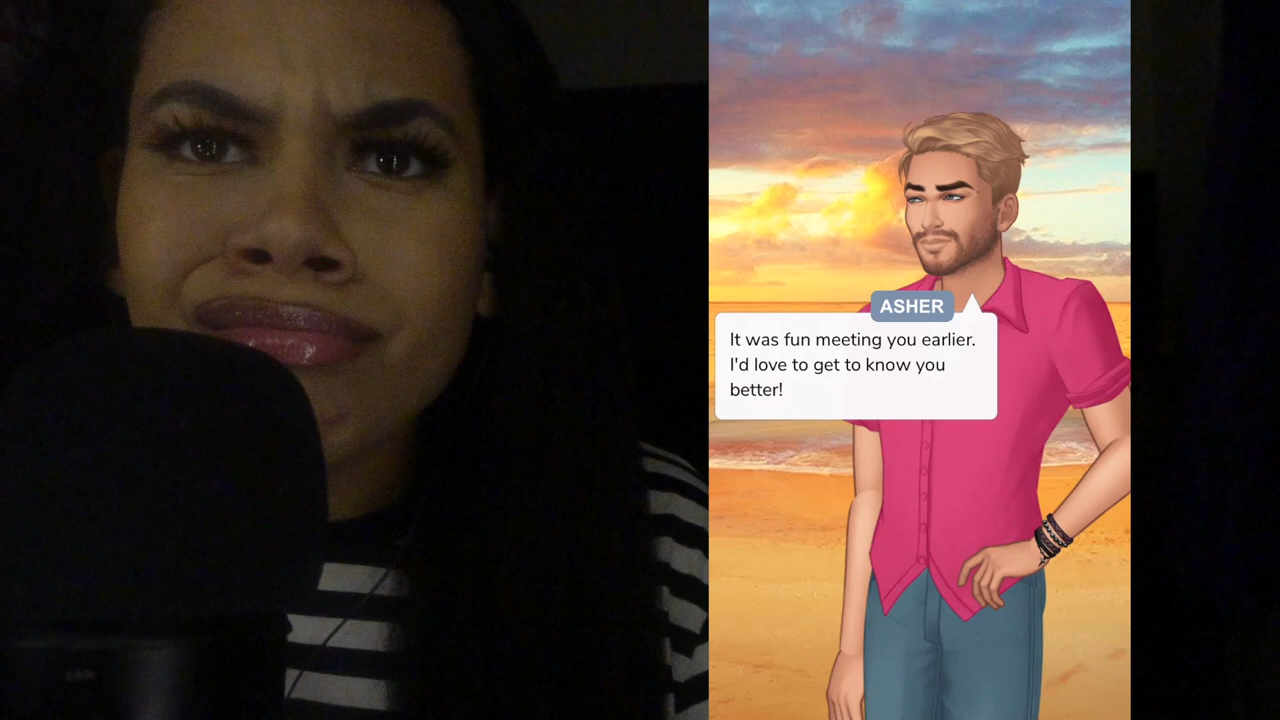 ASHER
It was fun meeting you earlier.
I'd love to get to know you
better!